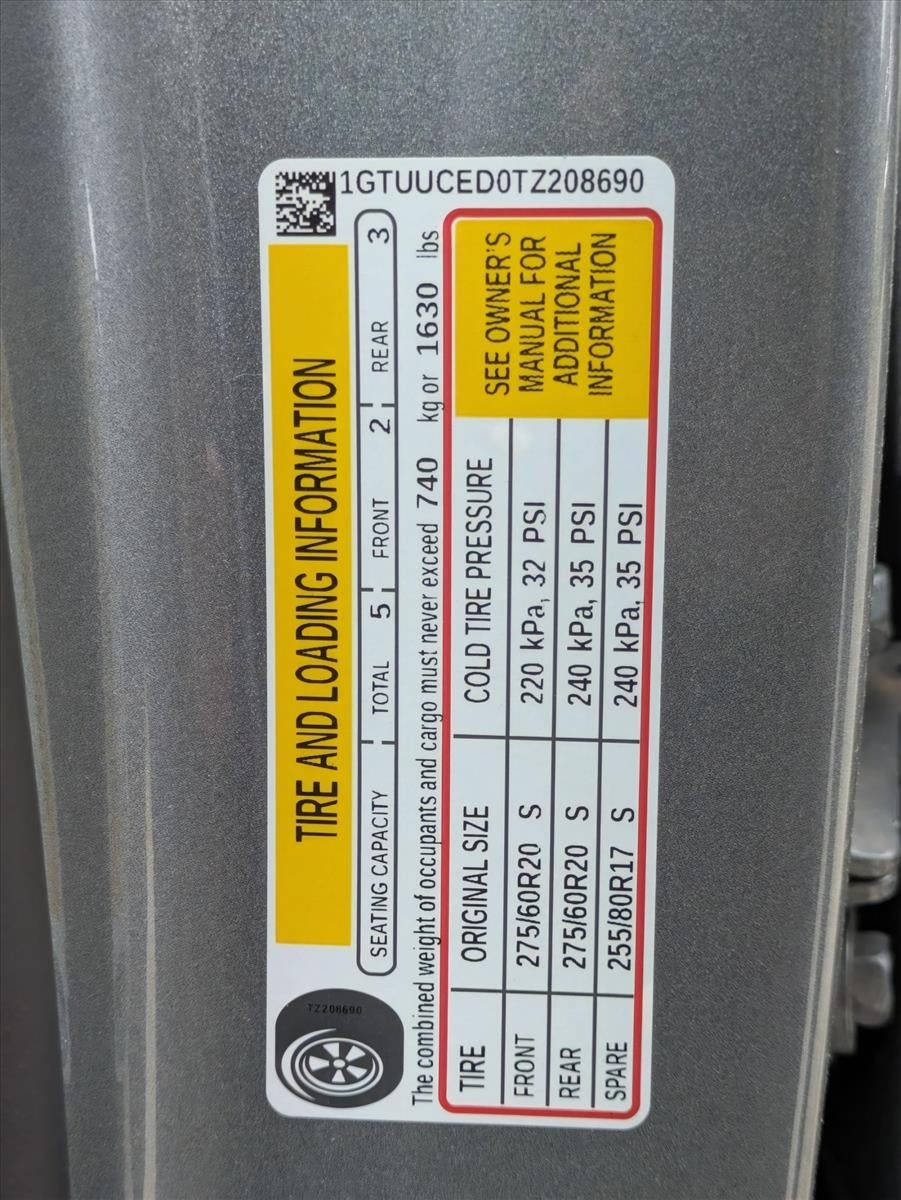 1GTUUCED0TZ208690
TIRE AND LOADING INFORMATION
TZ208690
SEATING CAPACITY TOTAL 5 FRONT 2 REAR 3
The combined weight of occupants and cargo must never exceed 740 kg or 1630 lbs
TIRE ORIGINAL SIZE COLD TIRE PRESSURE
FRONT 275/60R20 S 220 kPa, 32 PSI
REAR 275/60R20 S 240 kPa, 35 PSI
SPARE 255/80R17 S 240 kPa, 35 PSI
SEE OWNER'S
MANUAL FOR
ADDITIONAL
INFORMATION